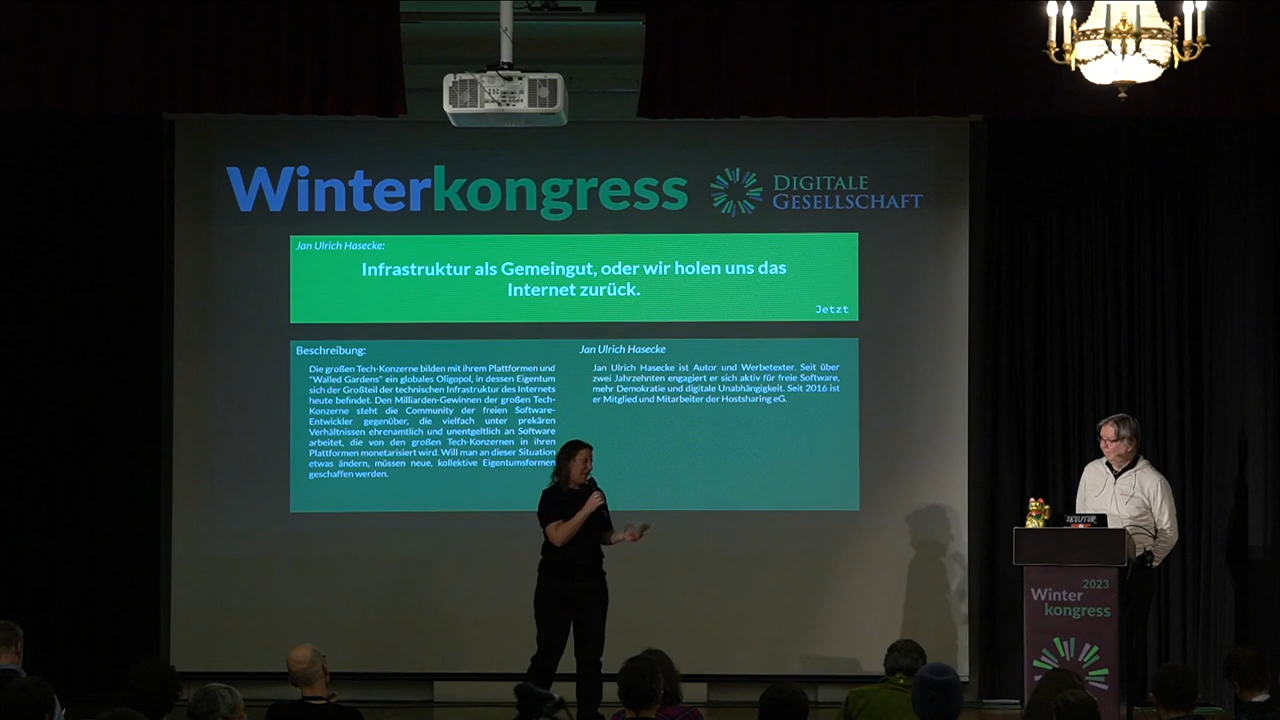 Winterkongress
DIGITALE
GESELLSCHAFT
Jan Ulrich Hasecke:
Infrastruktur als Gemeingut, oder wir holen uns das
Internet zurück.
Jetzt
Beschreibung:
Die großen Tech-Konzerne bilden mit ihrem Plattformen und
"Walled Gardens" ein globales Oligopol, in dessen Eigentum
sich der Großteil der technischen Infrastruktur des Internets
heute befindet. Den Milliarden-Gewinnen der großen Tech-
Konzerne steht die Community der freien Software-
Entwickler gegenüber, die vielfach unter prekären
Verhältnissen ehrenamtlich und unentgeltlich an Software
arbeitet, die von den großen Tech-Konzernen in ihren
Plattformen monetarisiert wird. Will man an dieser Situation
etwas ändern, müssen neue, kollektive Eigentumsformen
geschaffen werden.
Jan Ulrich Hasecke
Jan Ulrich Hasecke ist Autor und Werbetexter. Seit über
zwei Jahrzehnten engagiert er sich aktiv für freie Software,
mehr Demokratie und digitale Unabhängigkeit. Seit 2016 ist
er Mitglied und Mitarbeiter der Hostsharing eG.
2023
Winter
kongress